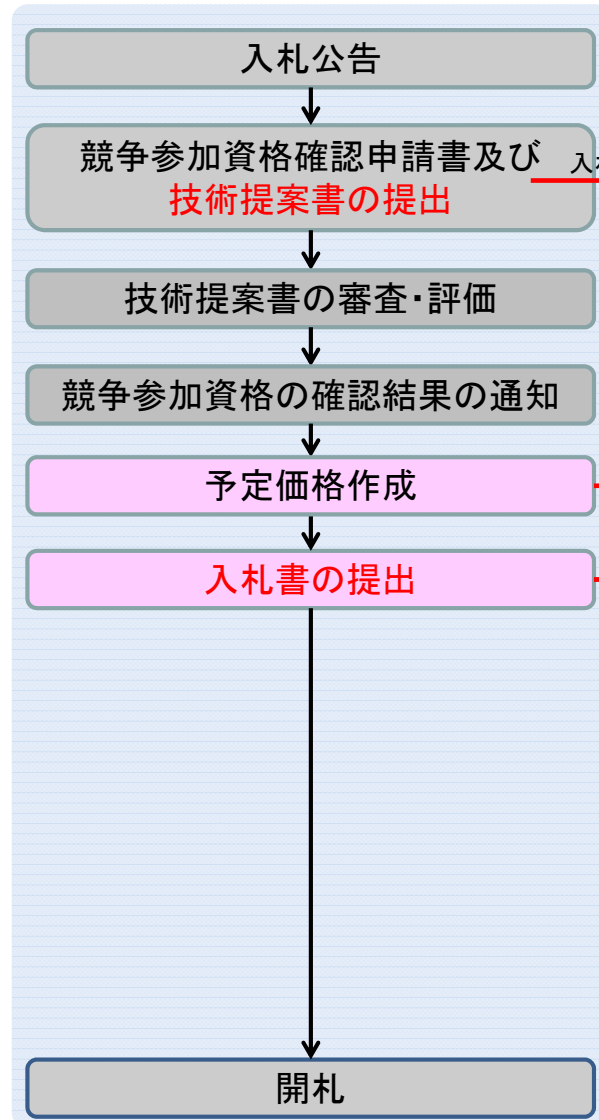 入札公告
競争参加資格確認申請書及び
入
技術提案書の提出
技術提案書の審査・評価
競争参加資格の確認結果の通知
予定価格作成
入札書の提出
開札